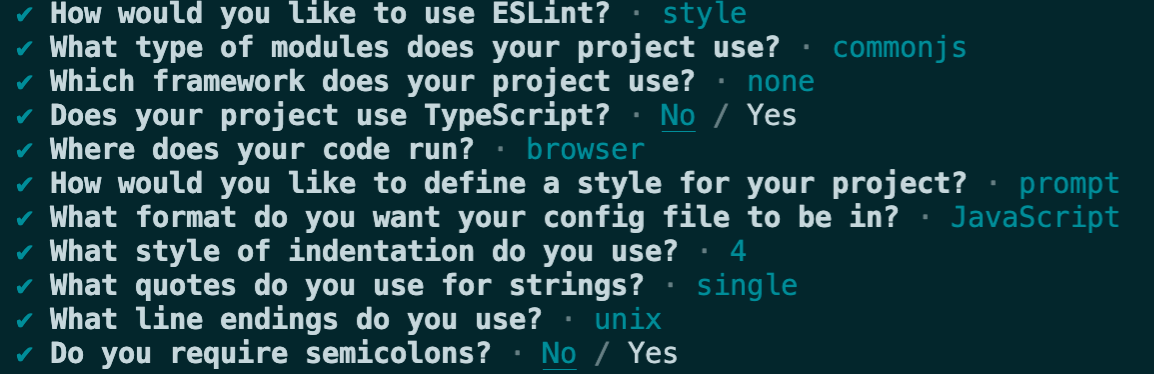 ✔ How would you like to use ESLint? · style
✔ What type of modules does your project use? · commonjs
✔ Which framework does your project use? · none
✔ Does your project use TypeScript? · No / Yes
✔ Where does your code run? · browser
✔ How would you like to define a style for your project? · prompt
✔ What format do you want your config file to be in? · JavaScript
✔ What style of indentation do you use? · 4
✔ What quotes do you use for strings? · single
✔ What line endings do you use? · unix
✔ Do you require semicolons? · No / Yes